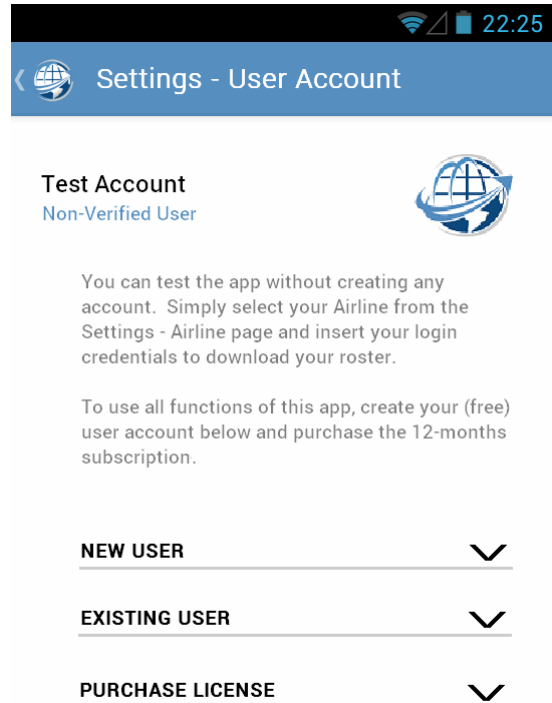 22:25
Settings - User Account
Test Account
Non-Verified User
You can test the app without creating any
account.  Simply select your Airline from the
Settings - Airline page and insert your login
credentials to download your roster.
To use all functions of this app, create your (free)
user account below and purchase the 12-months
subscription.
NEW USER
EXISTING USER
PURCHASE LICENSE